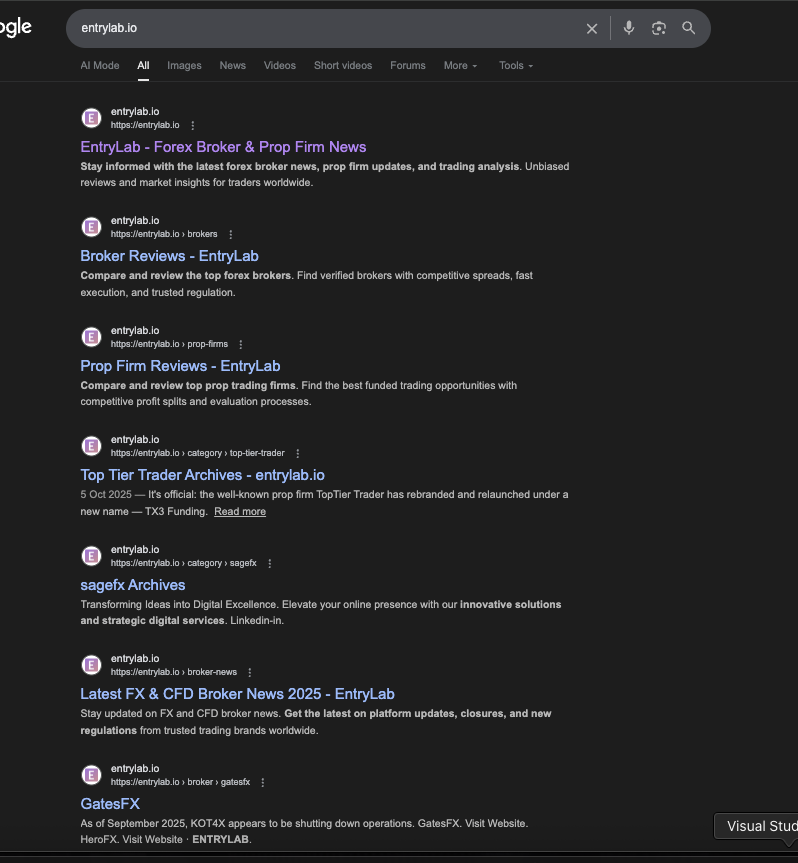 ogle
entrylab.io
AI Mode All Images News Videos Short videos Forums More Tools
entrylab.io
https://entrylab.io
EntryLab - Forex Broker & Prop Firm News
Stay informed with the latest forex broker news, prop firm updates, and trading analysis. Unbiased
reviews and market insights for traders worldwide.
entrylab.io
https://entrylab.io › brokers
Broker Reviews - EntryLab
Compare and review the top forex brokers. Find verified brokers with competitive spreads, fast
execution, and trusted regulation.
entrylab.io
https://entrylab.io › prop-firms
Prop Firm Reviews - EntryLab
Compare and review top prop trading firms. Find the best funded trading opportunities with
competitive profit splits and evaluation processes.
entrylab.io
https://entrylab.io › category › top-tier-trader
Top Tier Trader Archives - entrylab.io
5 Oct 2025 — It's official: the well-known prop firm TopTier Trader has rebranded and relaunched under a
new name — TX3 Funding. Read more
entrylab.io
https://entrylab.io › category › sagefx
sagefx Archives
Transforming Ideas into Digital Excellence. Elevate your online presence with our innovative solutions
and strategic digital services. Linkedin-in.
entrylab.io
https://entrylab.io › broker-news
Latest FX & CFD Broker News 2025 - EntryLab
Stay updated on FX and CFD broker news. Get the latest on platform updates, closures, and new
regulations from trusted trading brands worldwide.
entrylab.io
https://entrylab.io › broker › gatesfx
GatesFX
As of September 2025, KOT4X appears to be shutting down operations. GatesFX. Visit Website.
HeroFX. Visit Website · ENTRYLAB.
Visual Stud